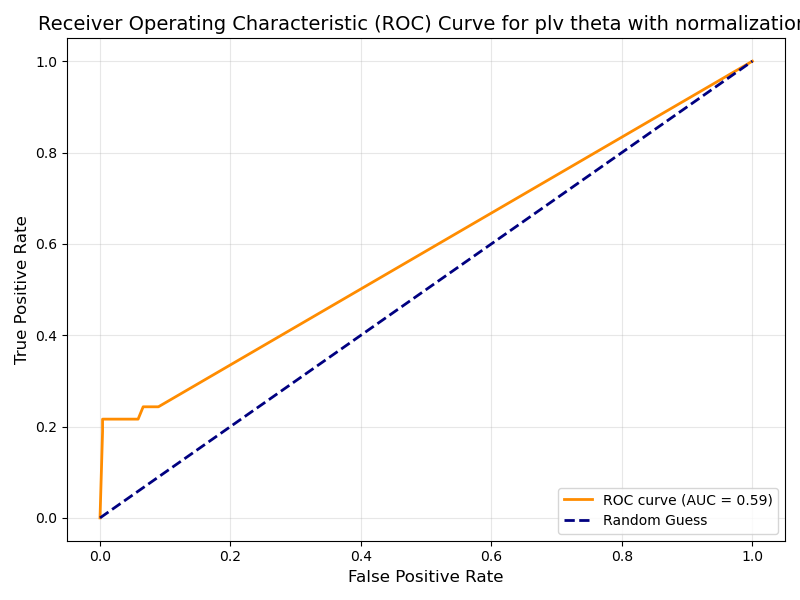 Receiver Operating Characteristic (ROC) Curve for plv theta with normalization
1.0
0.8
0.6
0.4
0.2
0.0
True Positive Rate
0.0 0.2 0.4 0.6 0.8 1.0
False Positive Rate
ROC curve (AUC = 0.59)
Random Guess